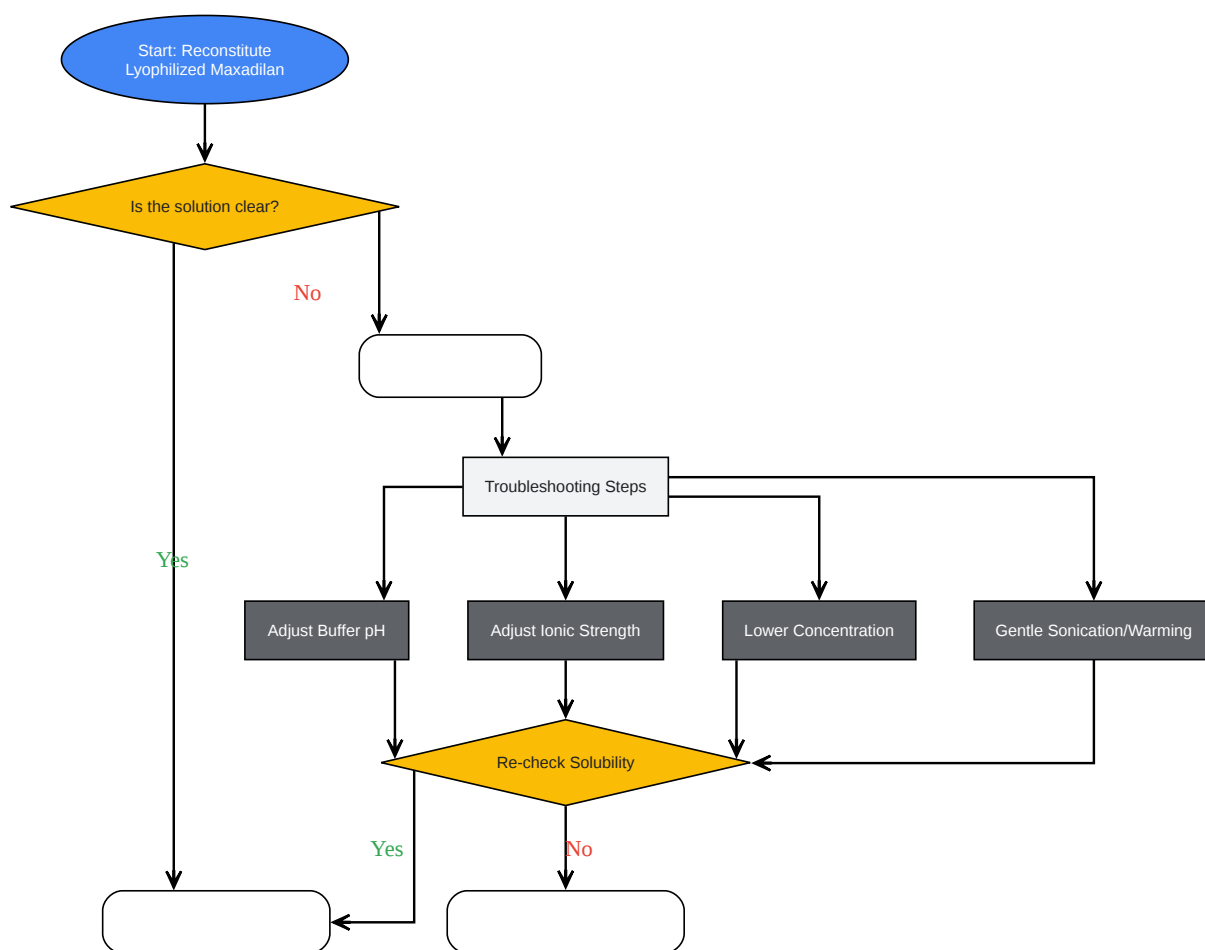 Start: Reconstitute
Lyophilized Maxadilan
Is the solution clear?
No
Troubleshooting Steps
Yes
Adjust Buffer pH
Adjust Ionic Strength
Lower Concentration
Gentle Sonication/Warming
Re-check Solubility
Yes
No